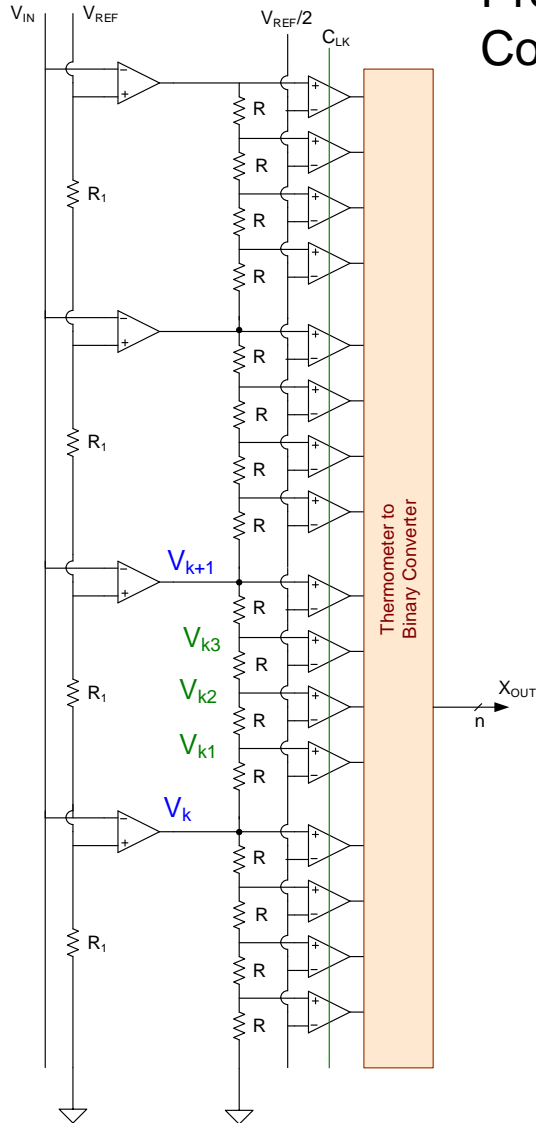 V_IN V_REF V_REF/2
C_LK
Co
R
R
R_1
R
R
R
R
R_1
R
R
V_k+1
R
V_k3
R
R_1
V_k2
R
V_k1
R
V_k
R
R
R_1
R
R
Thermometer to
Binary Converter
X_OUT
n